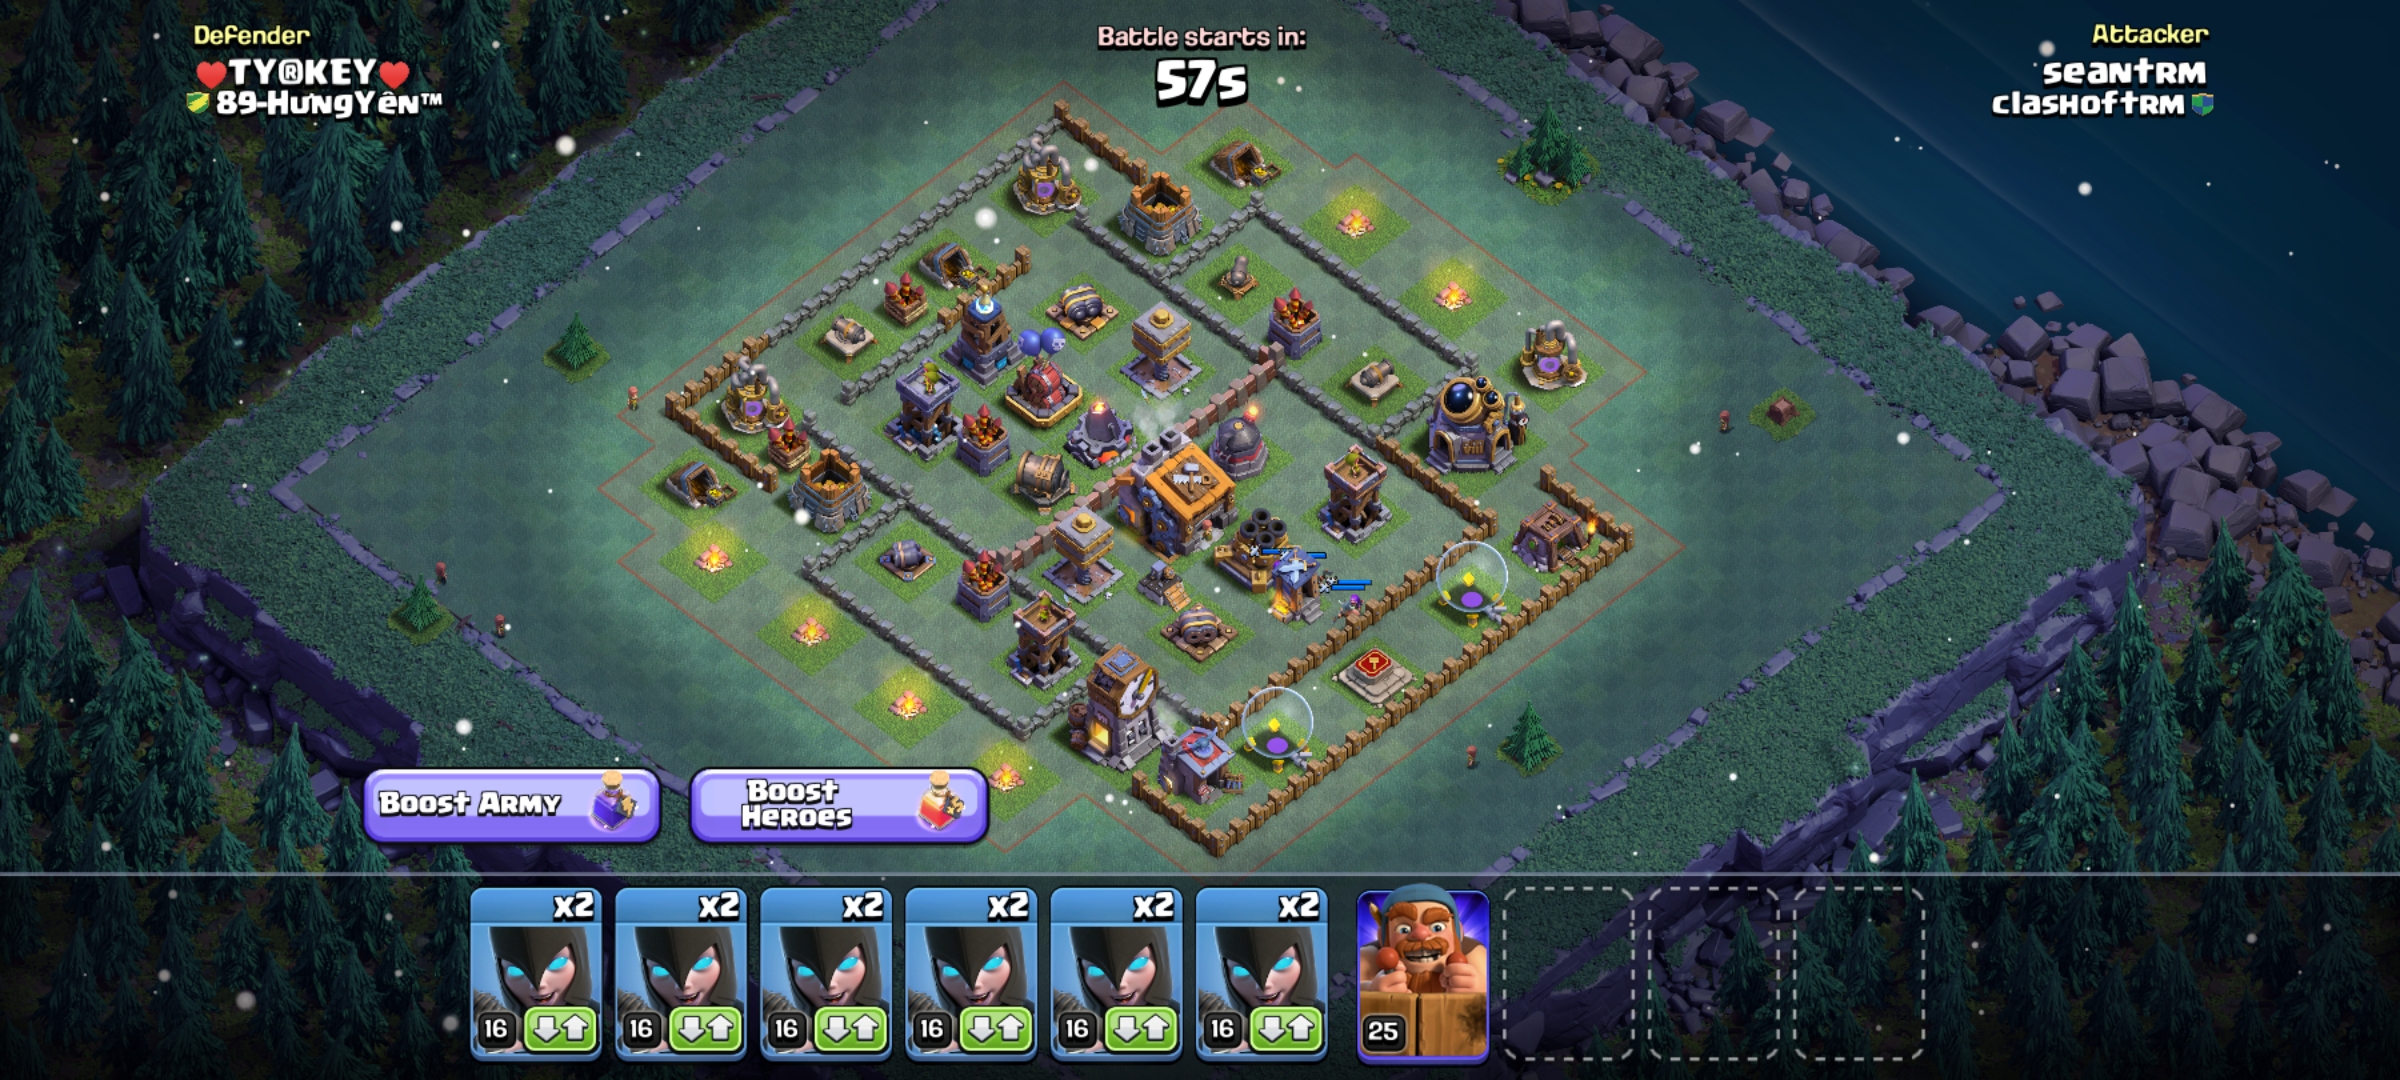 Defender
❤️TY®KEY❤️
89-HưngYên™
Battle starts in:
57s
Attacker
seantRM
clashoftRM
Boost Army
Boost
Heroes
x2
x2
x2
x2
x2
x2
16
16
16
16
16
16
25